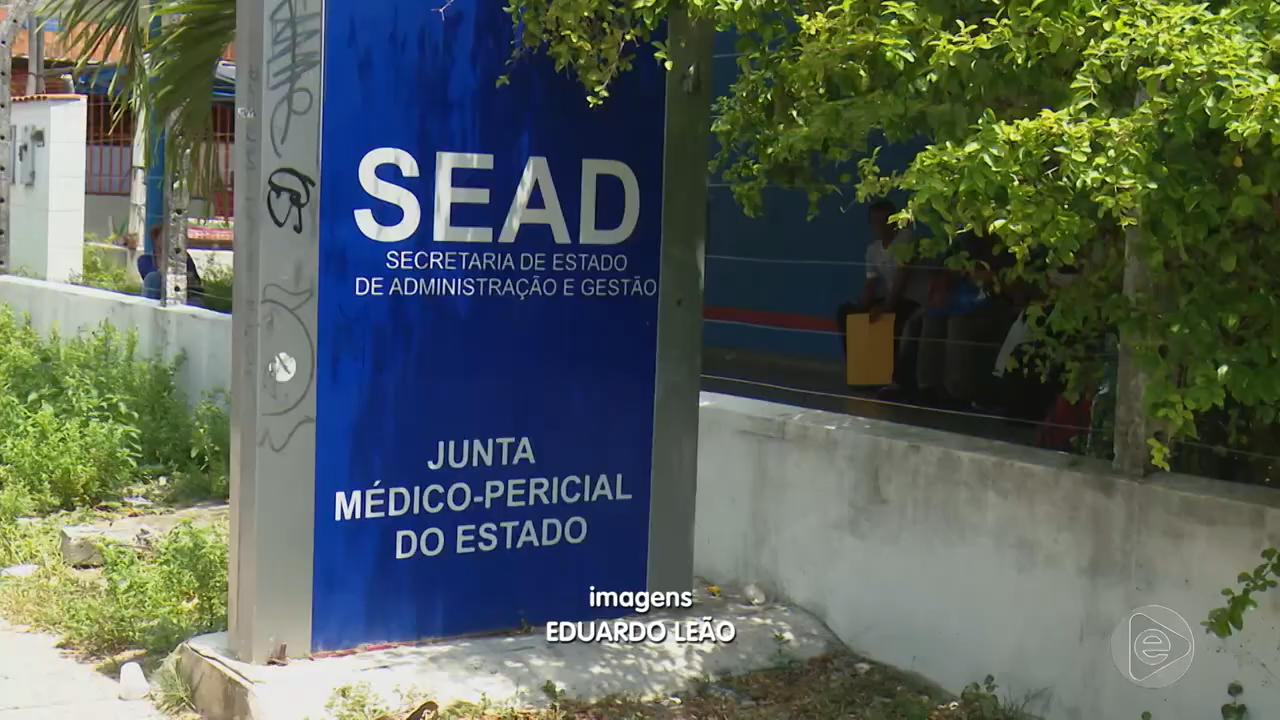 SEAD
SECRETARIA DE ESTADO
DE ADMINISTRAÇÃO E GESTÃO
JUNTA
MÉDICO-PERICIAL
DO ESTADO
imagens
EDUARDO LEÃO
e